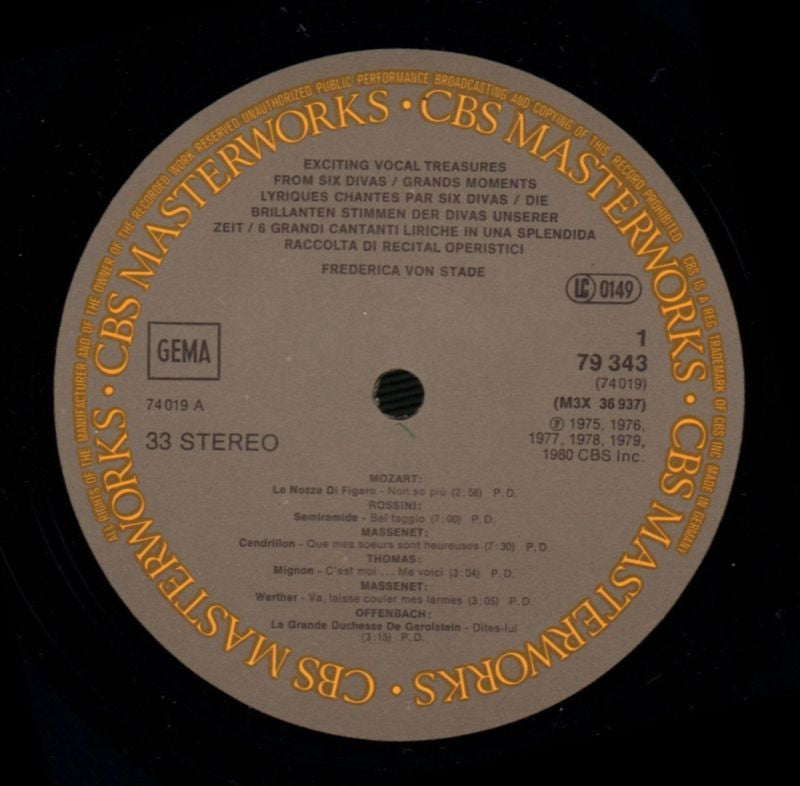 ALL RIGHTS OF THE MANUFACTURER AND OF THE OWNER OF THE RECORDED WORK RESERVED UNAUTHORIZED PUBLIC PERFORMANCE BROADCASTING AND COPYING OF THIS RECORD PROHIBITED CBS IS A REG TRADEMARK OF CBS INC MADE IN GERMANY
CBS MASTERWORKS • CBS MASTERWORKS • CBS MASTERWORKS • CBS MASTERWORKS •
EXCITING VOCAL TREASURES
FROM SIX DIVAS / GRANDS MOMENTS
LYRIQUES CHANTES PAR SIX DIVAS / DIE
BRILLANTEN STIMMEN DER DIVAS UNSERER
ZEIT / 6 GRANDI CANTANTI LIRICHE IN UNA SPLENDIDA
RACCOLTA DI RECITAL OPERISTICI
FREDERICA VON STADE
LC 0149
GEMA
74019 A
33 STEREO
1
79 343
(74019)
(M3X 36 937)
℗ 1975, 1976,
1977, 1978, 1979,
1980 CBS Inc.
MOZART:
Le Nozze Di Figaro - Non so più (2:58) P.D.
ROSSINI:
Semiramide - Bel taggio (7:00) P.D.
MASSENET:
Cendrillon - Que mes soeurs sont heureuses (7:30) P.D.
THOMAS:
Mignon - C'est moi ... Me voici (3:04) P.D.
MASSENET:
Werther - Va, laisse couler mes larmes (3:05) P.D.
OFFENBACH:
La Grande Duchesse De Gerolstein - Dites-lui
(3:15) P.D.